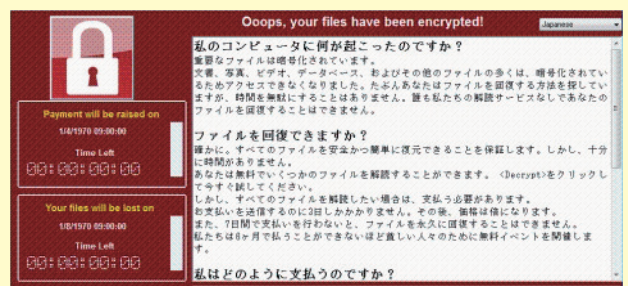 Ooops, your files have been encrypted!
Japanese
Payment will be raised on
1/4/1970 09:00:00
Time Left
00:00:00:00
Your files will be lost on
1/8/1970 09:00:00
Time Left
00:00:00:00
私のコンピュータに何が起こったのですか？
重要なファイルは暗号化されています。
文書、写真、ビデオ、データベース、およびその他のファイルの多くは、暗号化されてい
るためアクセスできなくなりました。たぶんあなたはファイルを回復する方法を探してい
ますが、時間を無駄にすることはありません。誰も私たちの解読サービスなしであなたの
ファイルを回復することはできません。
ファイルを回復できますか？
確かに。すべてのファイルを安全かつ簡単に復元できることを保証します。しかし、十分
に時間がありません。
あなたは無料でいくつかのファイルを解読することができます。 <Decrypt>をクリックし
て今すぐ試してください。
しかし、すべてのファイルを解読したい場合は、支払う必要があります。
お支払いを送信するのに3日しかかかりません。その後、価格は倍になります。
また、7日間で支払いを行わないと、ファイルを永久に回復することはできません。
私たちは6ヶ月で払うことができないほど貧しい人々のために無料イベントを開催しま
す。
私はどのように支払うのですか？